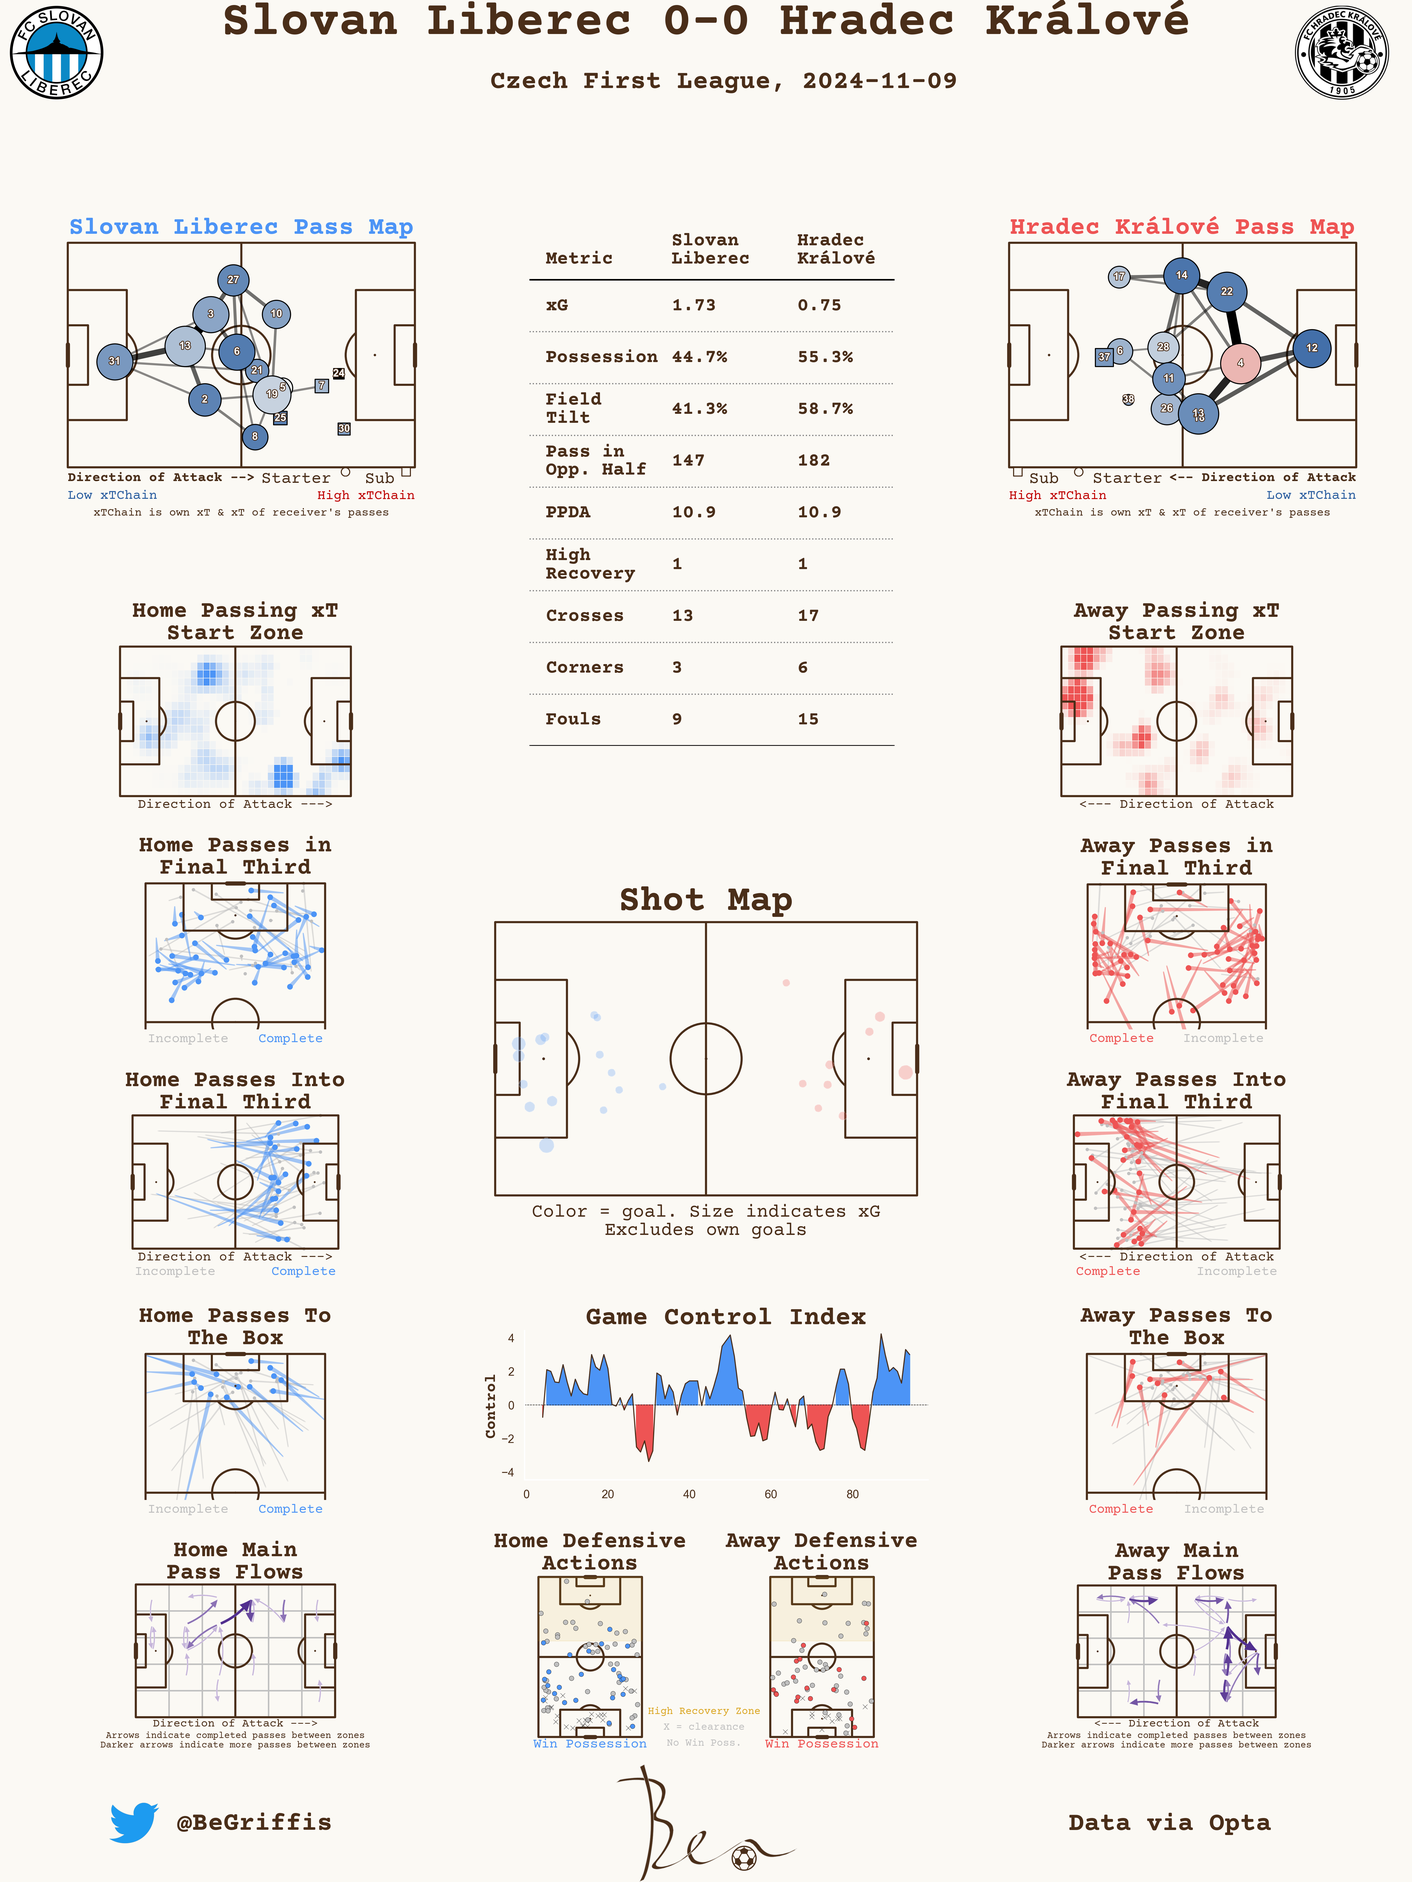 Slovan Liberec 0-0 Hradec Králové
Czech First League, 2024-11-09
FC SLOVAN
LIBEREC
FC HRADEC KRÁLOVÉ
1905
Slovan Liberec Pass Map
27
3
10
13
6
31
21
24
5
7
19
2
25
30
8
Direction of Attack --> Starter Sub
Low xTChain High xTChain
xTChain is own xT & xT of receiver's passes
Metric Slovan Liberec Hradec Králové
xG 1.73 0.75
Possession 44.7% 55.3%
Field Tilt 41.3% 58.7%
Pass in Opp. Half 147 182
PPDA 10.9 10.9
High Recovery 1 1
Crosses 13 17
Corners 3 6
Fouls 9 15
Hradec Králové Pass Map
17
14
22
6
28
37
12
4
11
38
26
13
Sub Starter <-- Direction of Attack
High xTChain Low xTChain
xTChain is own xT & xT of receiver's passes
Home Passing xT
Start Zone
Direction of Attack --->
Away Passing xT
Start Zone
<--- Direction of Attack
Home Passes in
Final Third
Incomplete Complete
Away Passes in
Final Third
Complete Incomplete
Shot Map
Color = goal. Size indicates xG
Excludes own goals
Home Passes Into
Final Third
Direction of Attack --->
Incomplete Complete
Away Passes Into
Final Third
<--- Direction of Attack
Complete Incomplete
Home Passes To
The Box
Incomplete Complete
Game Control Index
Control
4
2
0
−2
−4
0 20 40 60 80
Away Passes To
The Box
Complete Incomplete
Home Main
Pass Flows
Direction of Attack --->
Arrows indicate completed passes between zones
Darker arrows indicate more passes between zones
Home Defensive
Actions
Win Possession
High Recovery Zone
X = clearance
No Win Poss.
Away Defensive
Actions
Win Possession
Away Main
Pass Flows
<--- Direction of Attack
Arrows indicate completed passes between zones
Darker arrows indicate more passes between zones
@BeGriffis
Ben
Data via Opta